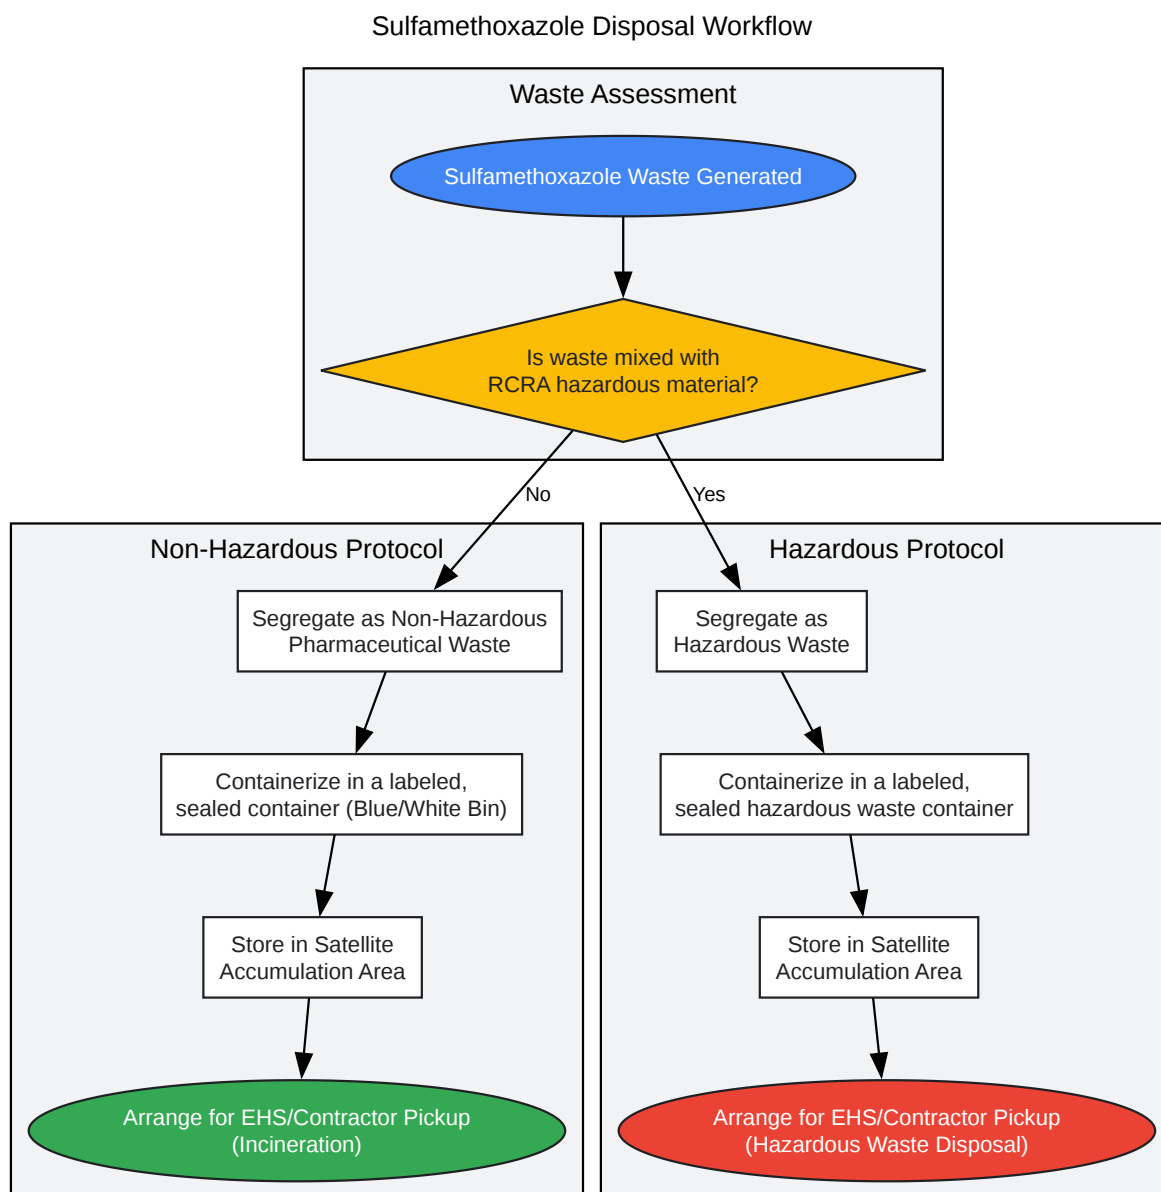 Sulfamethoxazole Disposal Workflow
Waste Assessment
Sulfamethoxazole Waste Generated
Is waste mixed with
RCRA hazardous material?
No
Yes
Non-Hazardous Protocol
Segregate as Non-Hazardous
Pharmaceutical Waste
Containerize in a labeled,
sealed container (Blue/White Bin)
Store in Satellite
Accumulation Area
Arrange for EHS/Contractor Pickup
(Incineration)
Hazardous Protocol
Segregate as
Hazardous Waste
Containerize in a labeled,
sealed hazardous waste container
Store in Satellite
Accumulation Area
Arrange for EHS/Contractor Pickup
(Hazardous Waste Disposal)